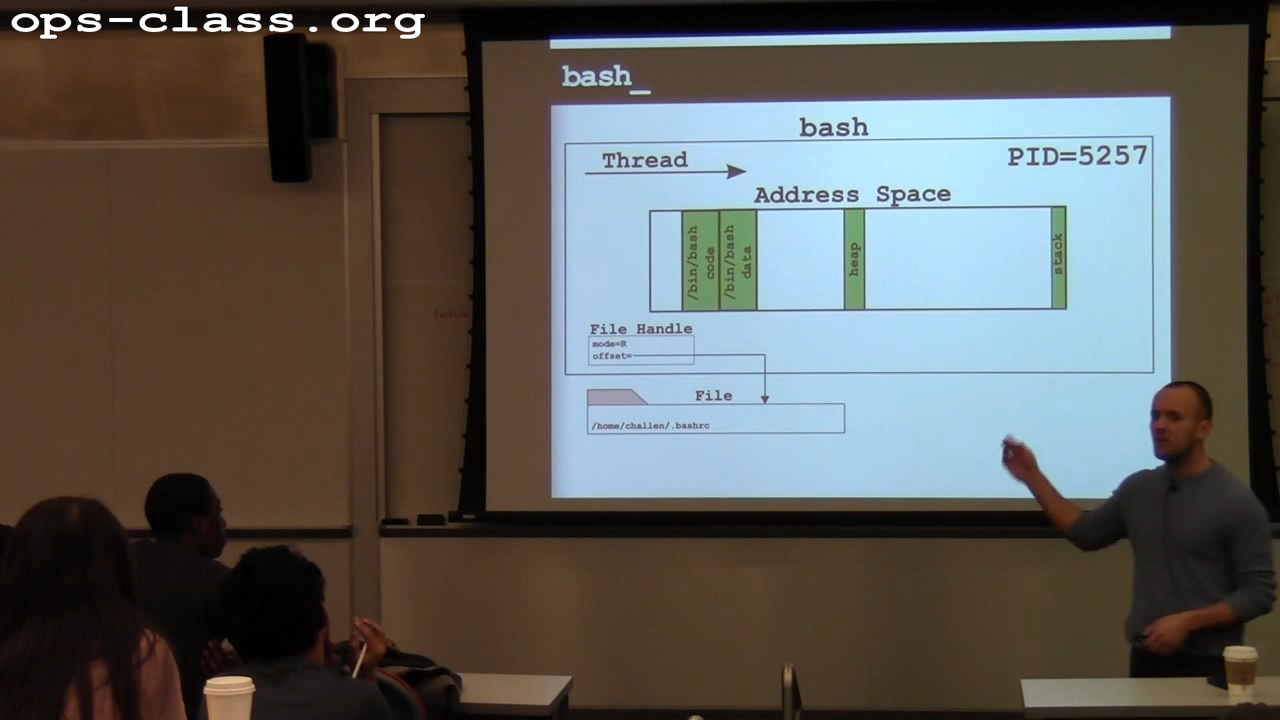 ops-class.org
bash_
bash
Thread
PID=5257
Address Space
/bin/bash
code
/bin/bash
data
heap
stack
File Handle
mode=R
offset=
File
/home/challen/.bashrc